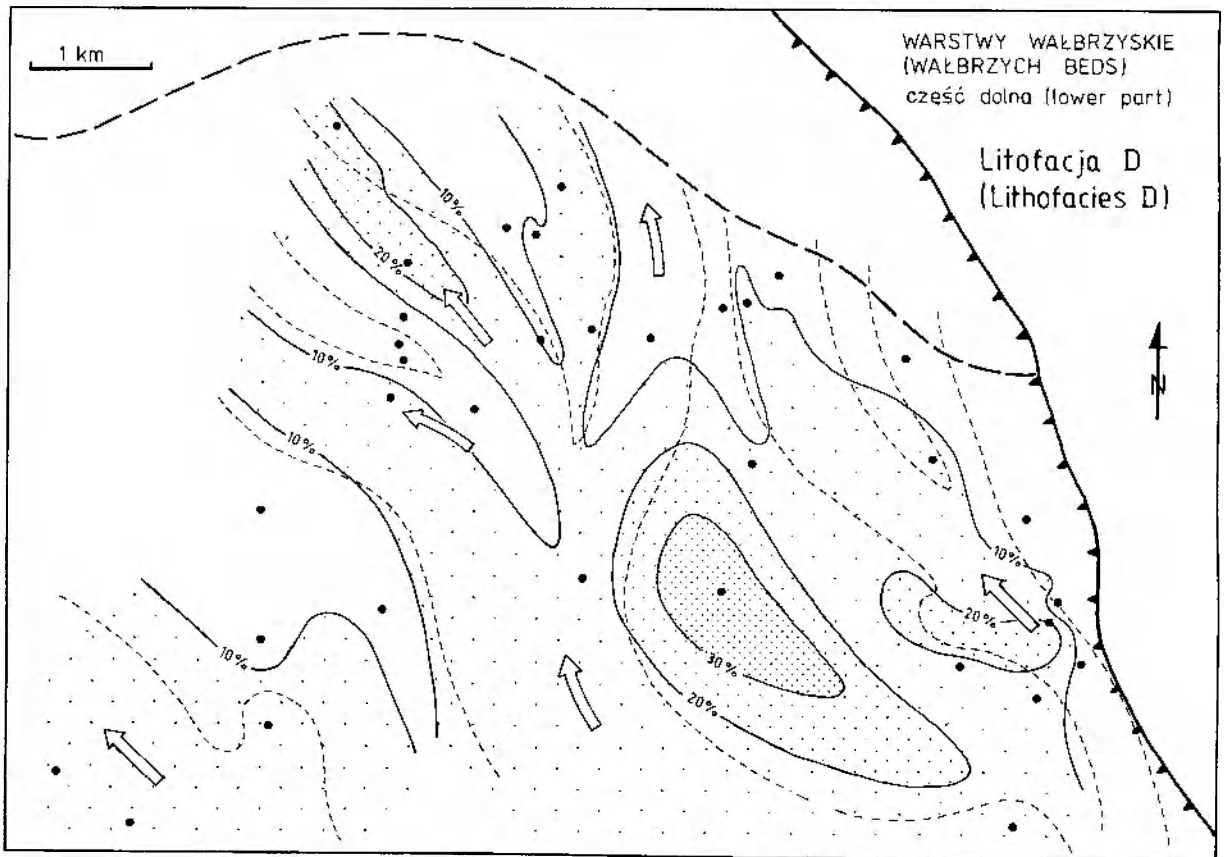 1 km
WARSTWY WAŁBRZYSKIE
(WAŁBRZYCH BEDS)
część dolna (lower part)
Litofacja D
(Lithofacies D)
10%
20%
10%
10%
N
10%
20%
10%
30%
20%